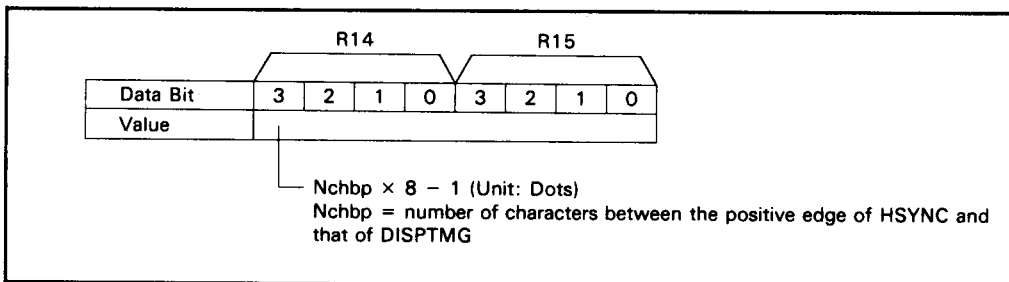 R14 R15
Data Bit 3 2 1 0 3 2 1 0
Value
Nchbp × 8 − 1 (Unit: Dots)
Nchbp = number of characters between the positive edge of HSYNC and
that of DISPTMG